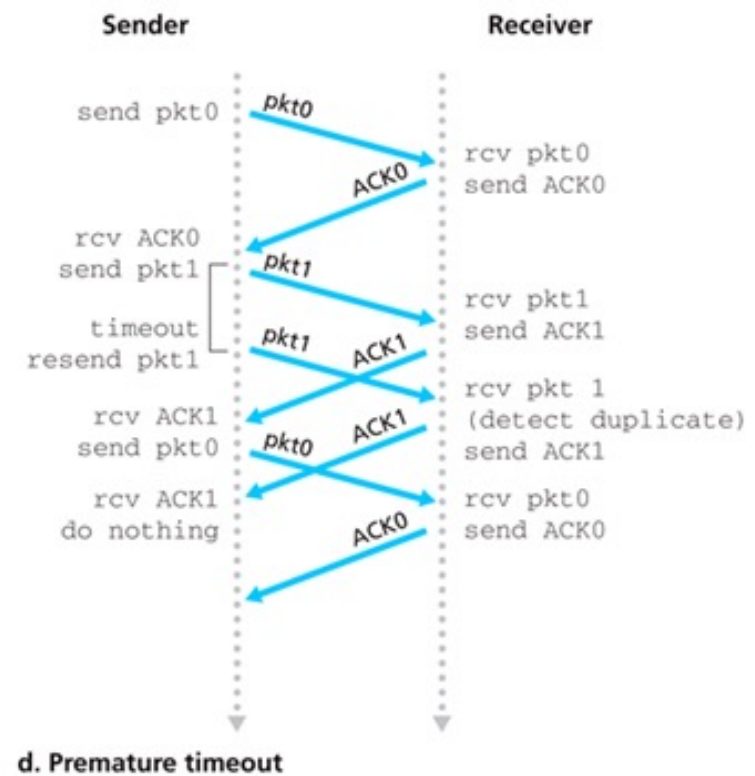 Sender
Receiver
send pkt0
pkt0
rcv pkt0
send ACK0
ACK0
rcv ACK0
send pkt1
pkt1
rcv pkt1
send ACK1
timeout
resend pkt1
pkt1
ACK1
rcv pkt 1
(detect duplicate)
send ACK1
rcv ACK1
send pkt0
pkt0
ACK1
rcv ACK1
do nothing
rcv pkt0
send ACK0
ACK0
d. Premature timeout